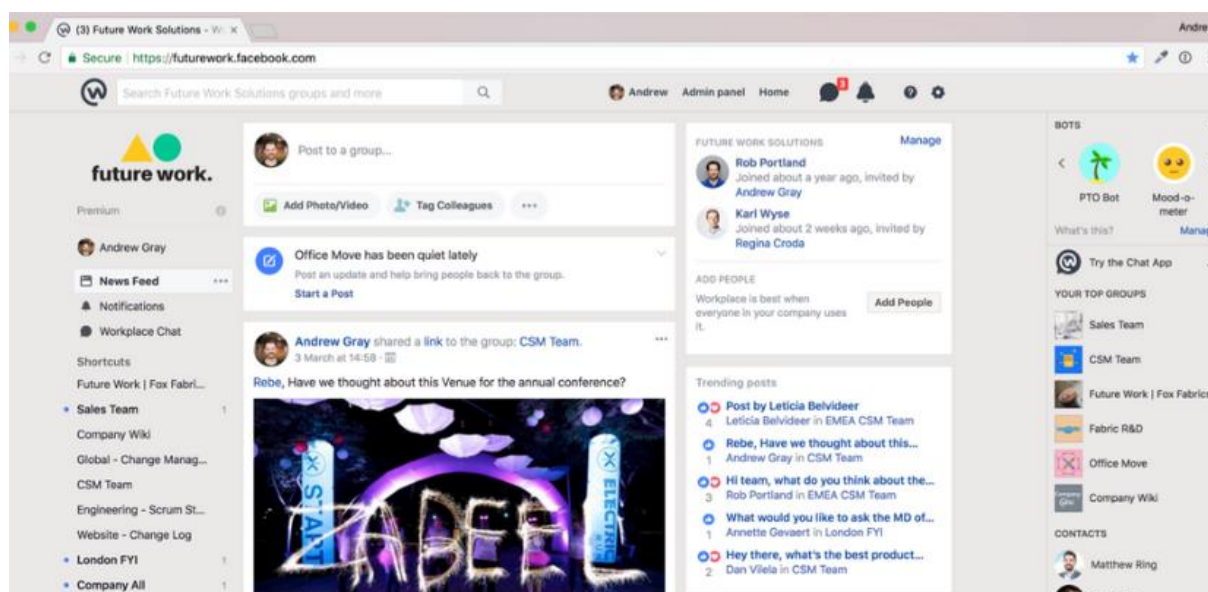 (3) Future Work Solutions - W
Andre
Secure https://futurework.facebook.com
Search Future Work Solutions groups and more
Andrew Admin panel Home 3
future work.
Premium
Andrew Gray
News Feed
Notifications
Workplace Chat
Shortcuts
Future Work | Fox Fabri...
Sales Team 1
Company Wiki
Global - Change Manag...
CSM Team
Engineering - Scrum St...
Website - Change Log
London FYI 1
Company All 1
Post to a group...
Add Photo/Video Tag Colleagues
Office Move has been quiet lately
Post an update and help bring people back to the group.
Start a Post
Andrew Gray shared a link to the group: CSM Team.
3 March at 14:58
Rebe, Have we thought about this Venue for the annual conference?
START
ZABEEL
ELECTRIC
RUN
FUTURE WORK SOLUTIONS Manage
Rob Portland
Joined about a year ago, invited by
Andrew Gray
Karl Wyse
Joined about 2 weeks ago, invited by
Regina Croda
ADD PEOPLE
Workplace is best when
everyone in your company uses
it.
Add People
Trending posts
Post by Leticia Belvideer
4 Leticia Belvideer in EMEA CSM Team
Rebe, Have we thought about this...
1 Andrew Gray in CSM Team
Hi team, what do you think about the...
3 Rob Portland in EMEA CSM Team
What would you like to ask the MD of...
1 Annette Gevaert in London FYI
Hey there, what's the best product...
2 Dan Vilela in CSM Team
BOTS
PTO Bot
Mood-o-
meter
What's this? Manag
Try the Chat App
YOUR TOP GROUPS
Sales Team
CSM Team
Future Work | Fox Fabrics
Fabric R&D
Office Move
Company Wiki
CONTACTS
Matthew Ring